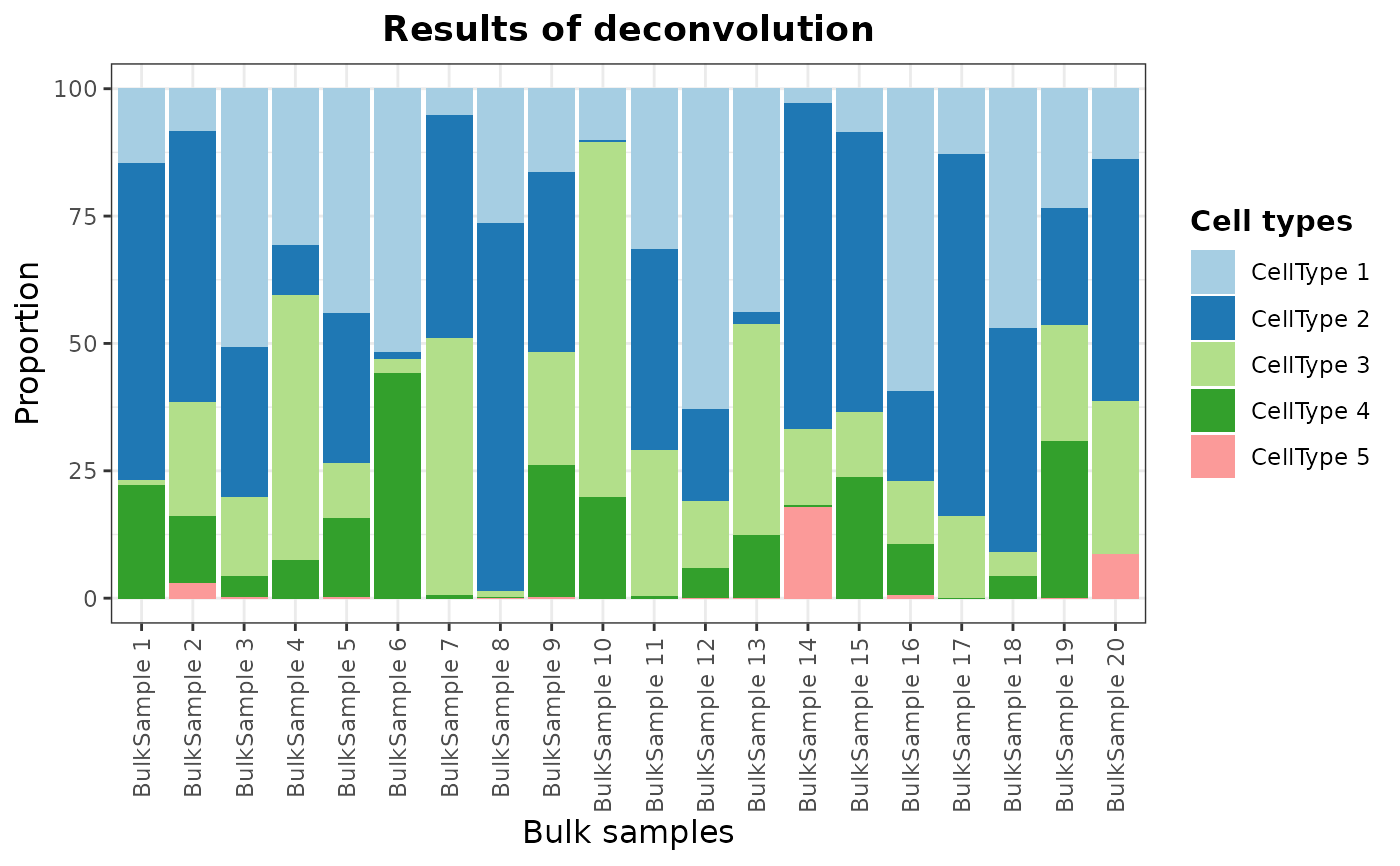 Results of deconvolution
Proportion
100
75
50
25
0
BulkSample 1
BulkSample 2
BulkSample 3
BulkSample 4
BulkSample 5
BulkSample 6
BulkSample 7
BulkSample 8
BulkSample 9
BulkSample 10
BulkSample 11
BulkSample 12
BulkSample 13
BulkSample 14
BulkSample 15
BulkSample 16
BulkSample 17
BulkSample 18
BulkSample 19
BulkSample 20
Bulk samples
Cell types
CellType 1
CellType 2
CellType 3
CellType 4
CellType 5